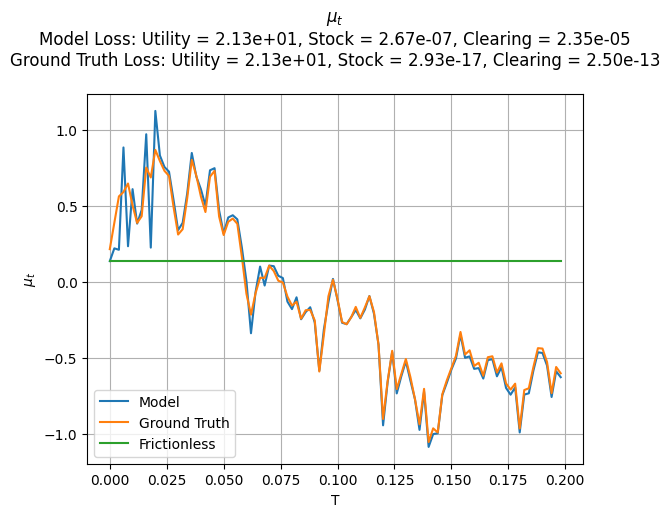 μₜ
Model Loss: Utility = 2.13e+01, Stock = 2.67e-07, Clearing = 2.35e-05
Ground Truth Loss: Utility = 2.13e+01, Stock = 2.93e-17, Clearing = 2.50e-13
1.0
0.5
0.0
−0.5
−1.0
μₜ
Model
Ground Truth
Frictionless
0.000 0.025 0.050 0.075 0.100 0.125 0.150 0.175 0.200
T